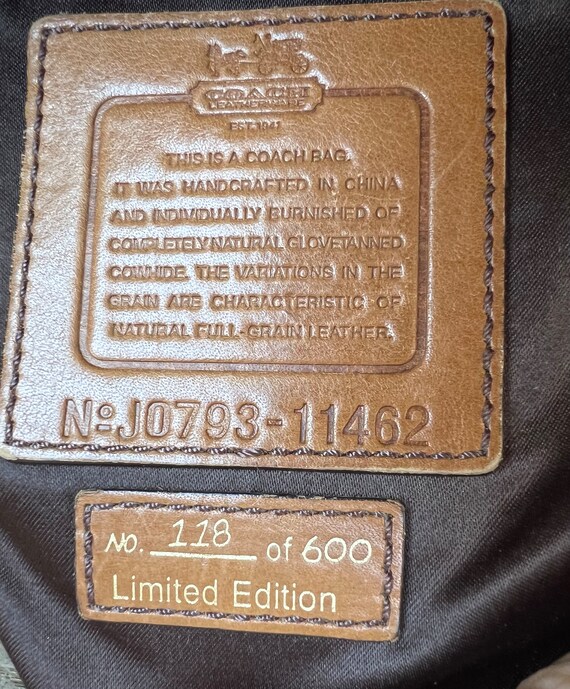 COACH
LEATHERWARE
EST. 1941
THIS IS A COACH BAG.
IT WAS HANDCRAFTED IN CHINA
AND INDIVIDUALLY BURNISHED OF
COMPLETELY NATURAL GLOVETANNED
COWHIDE. THE VARIATIONS IN THE
GRAIN ARE CHARACTERISTIC OF
NATURAL FULL-GRAIN LEATHER.
Nº J0793-11462
NO. 118 of 600
Limited Edition